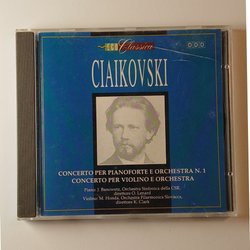 Classica
DDD
CIAIKOVSKI
CONCERTO PER PIANOFORTE E ORCHESTRA N. 1
CONCERTO PER VIOLINO E ORCHESTRA
Piano: J. Banowetz, Orchestra Sinfonica della CSR,
direttore O. Lenard
Violino: M. Honda, Orchestra Filarmonica Slovacca,
direttore K. Clark